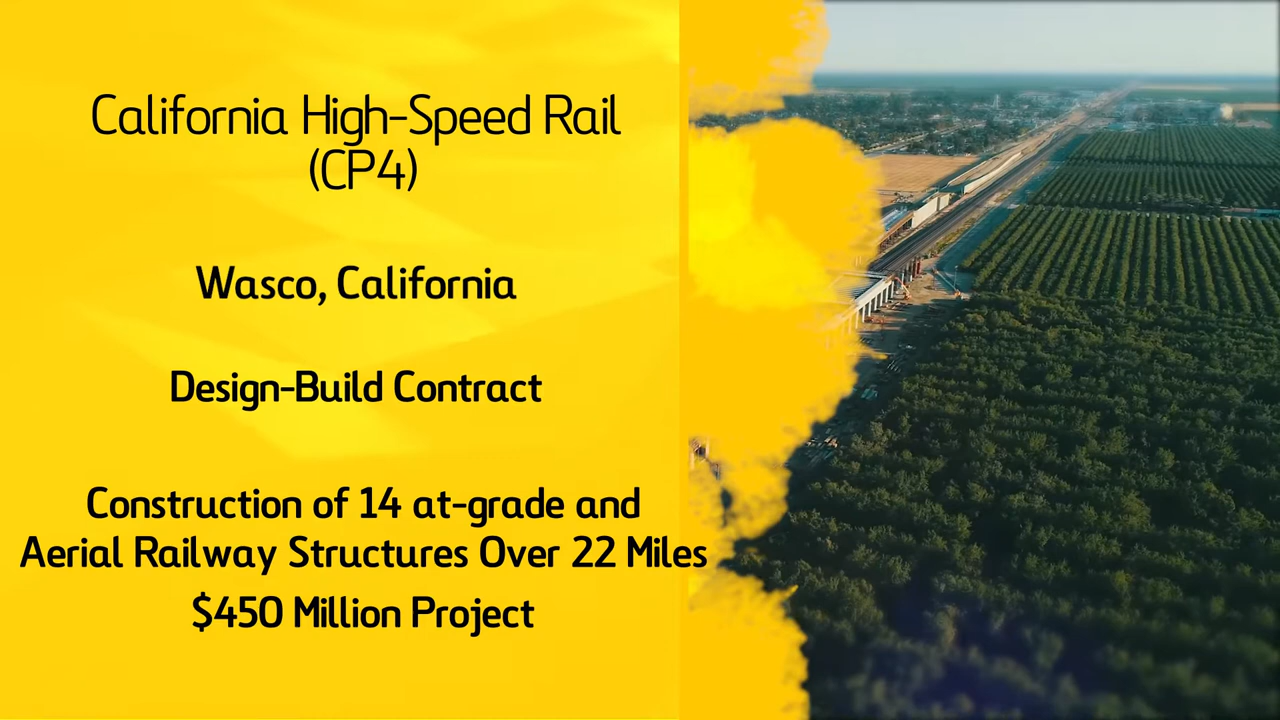 California High-Speed Rail
(CP4)
Wasco, California
Design-Build Contract
Construction of 14 at-grade and
Aerial Railway Structures Over 22 Miles
$450 Million Project